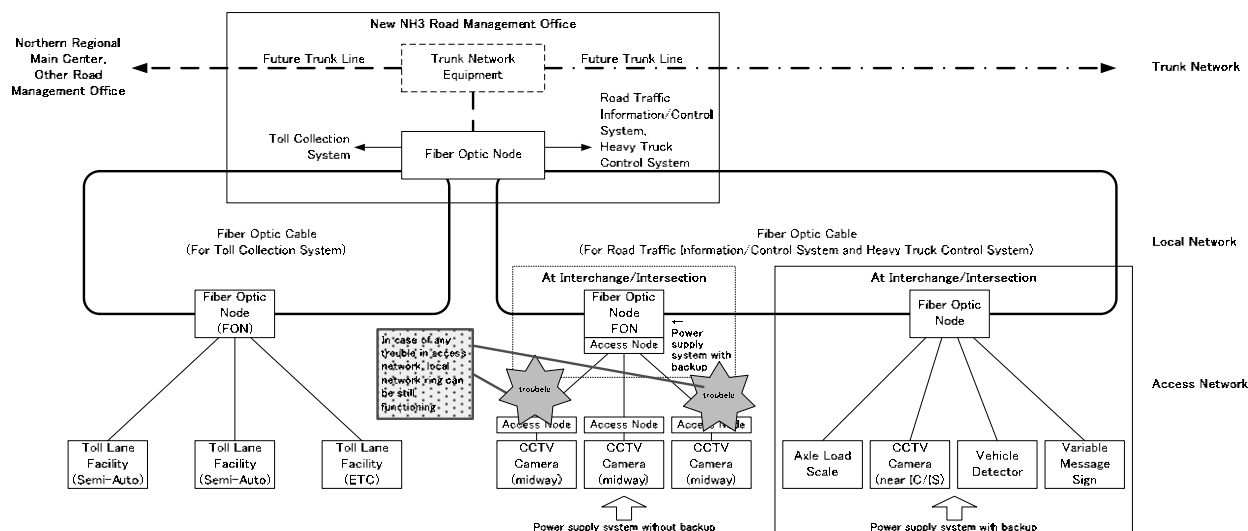 New NH3 Road Management Office
Northern Regional
Main Center,
Other Road
Management Office
Future Trunk Line
Trunk Network
Equipment
Future Trunk Line
Trunk Network
Toll Collection
System
Fiber Optic Node
Road Traffic
Information/Control
System,
Heavy Truck
Control System
Fiber Optic Cable
(For Toll Collection System)
Fiber Optic Cable
(For Road Traffic Information/Control System and Heavy Truck Control System)
Local Network
At Interchange/Intersection
At Interchange/Intersection
Fiber Optic
Node
(FON)
Fiber Optic
Node
FON
Access Node
←
Power
supply
system with
backup
Fiber Optic
Node
In case of any
trouble in access
network, local
network ring can
be still
functioning
troubele
troubele
Access Network
Access Node
Access Node
Access Node
Toll Lane
Facility
(Semi-Auto)
Toll Lane
Facility
(Semi-Auto)
Toll Lane
Facility
(ETC)
CCTV
Camera
(midway)
CCTV
Camera
(midway)
CCTV
Camera
(midway)
Axle Load
Scale
CCTV
Camera
(near IC/IS)
Vehicle
Detector
Variable
Message
Sign
Power supply system without backup
Power supply system with backup